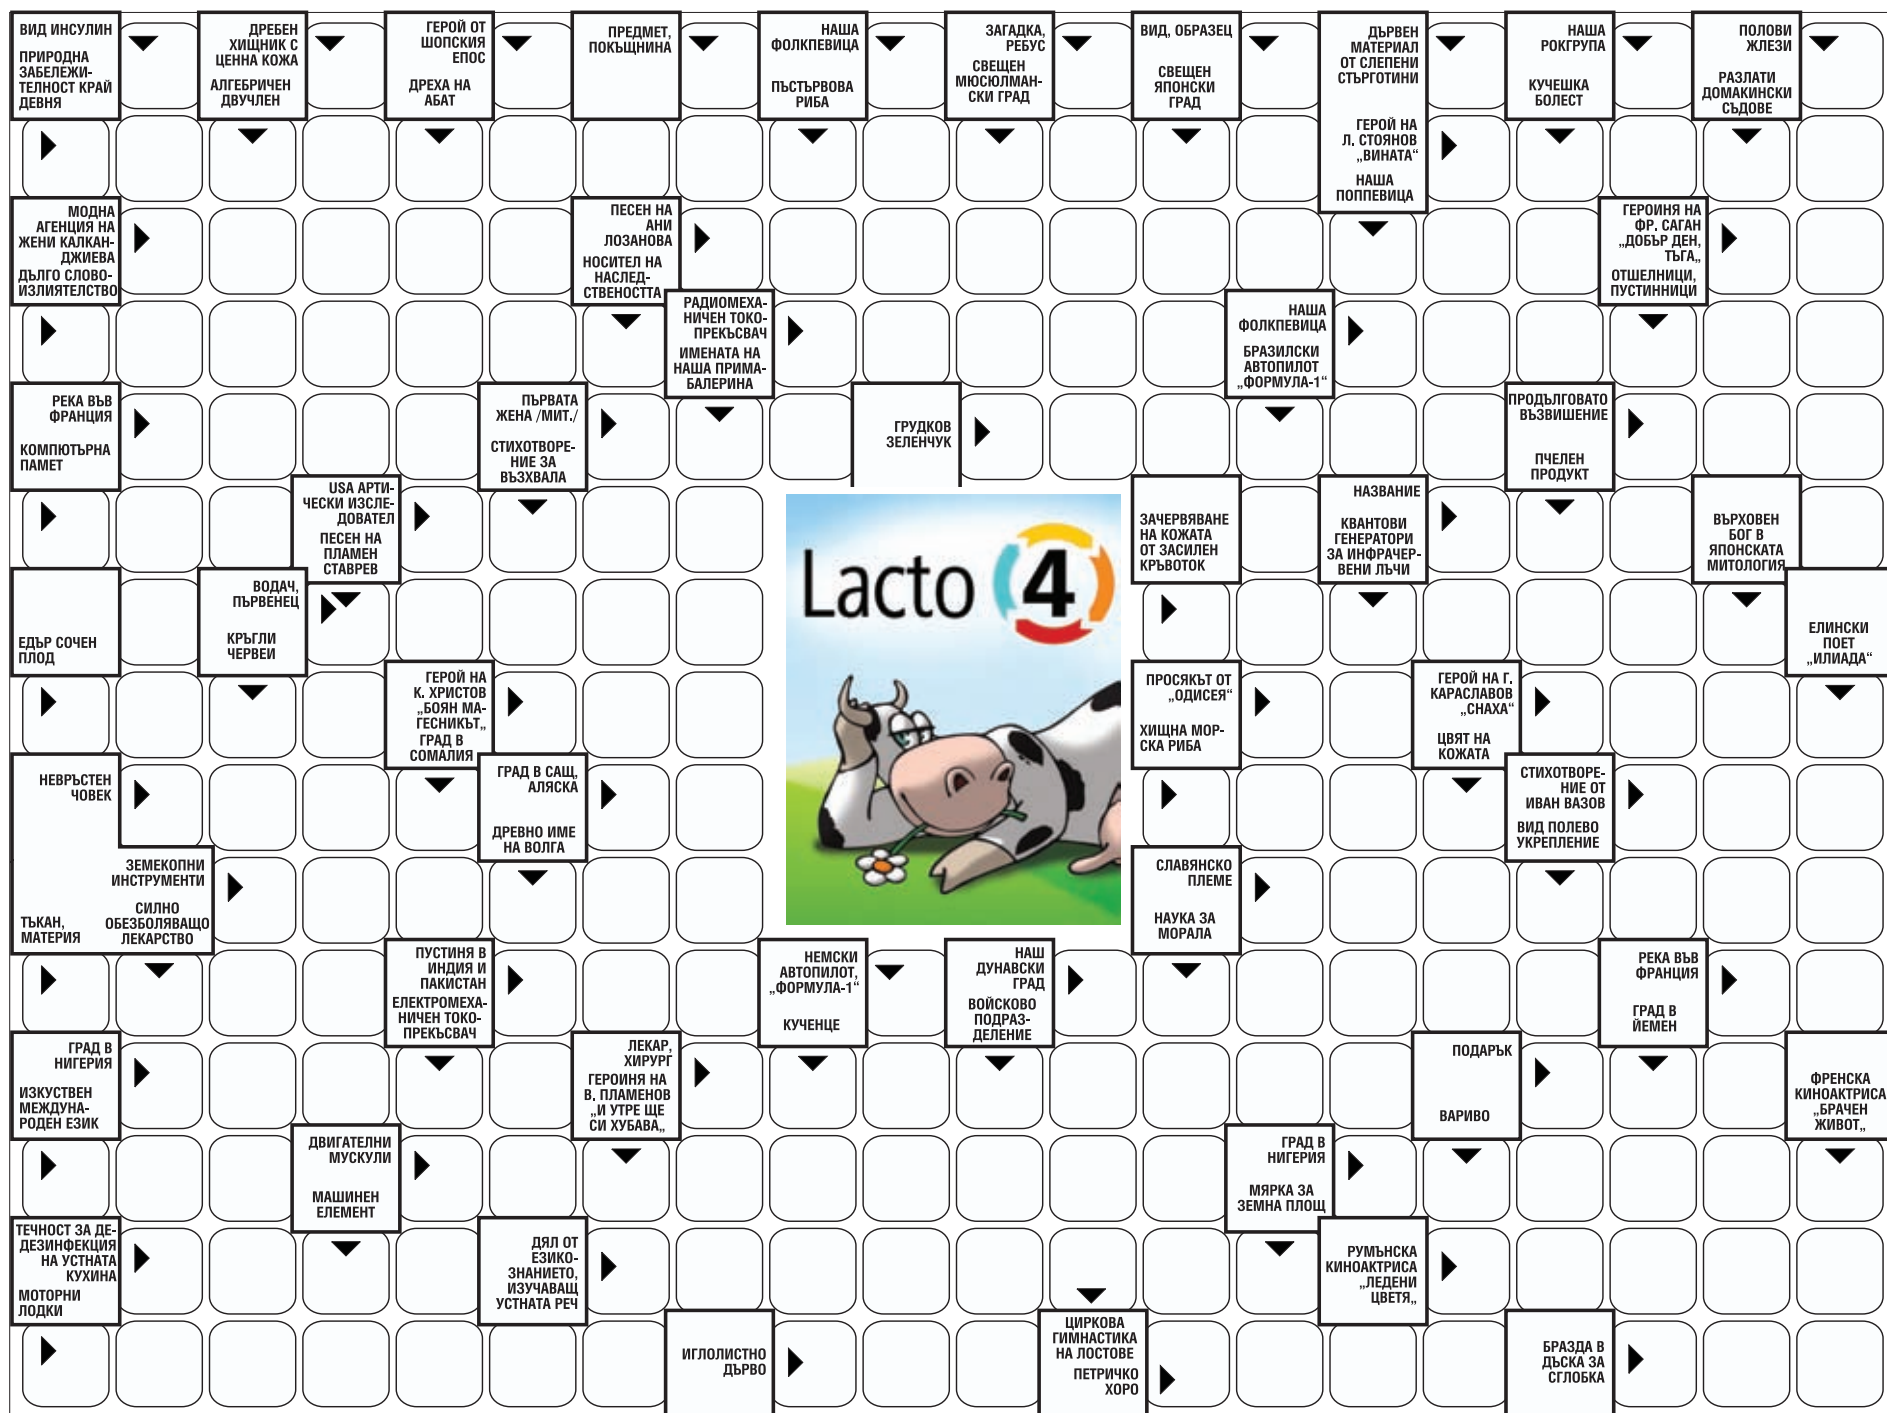 ВИД ИНСУЛИН
ПРИРОДНА
ЗАБЕЛЕЖИ-
ТЕЛНОСТ КРАЙ
ДЕВНЯ
ДРЕБЕН
ХИЩНИК С
ЦЕННА КОЖА
АЛГЕБРИЧЕН
ДВУЧЛЕН
ГЕРОЙ ОТ
ШОПСКИЯ
ЕПОС
ДРЕХА НА
АБАТ
ПРЕДМЕТ,
ПОКЪЩНИНА
НАША
ФОЛКПЕВИЦА
ПЪСТЪРВОВА
РИБА
ЗАГАДКА,
РЕБУС
СВЕЩЕН
МЮСЮЛМАН-
СКИ ГРАД
ВИД, ОБРАЗЕЦ
СВЕЩЕН
ЯПОНСКИ
ГРАД
ДЪРВЕН
МАТЕРИАЛ
ОТ СЛЕПЕНИ
СТЪРГОТИНИ
ГЕРОЙ НА
Л. СТОЯНОВ
„ВИНАТА“
НАША
ПОППЕВИЦА
НАША
РОКГРУПА
КУЧЕШКА
БОЛЕСТ
ПОЛОВИ
ЖЛЕЗИ
РАЗЛАТИ
ДОМАКИНСКИ
СЪДОВЕ
МОДНА
АГЕНЦИЯ НА
ЖЕНИ КАЛКАН-
ДЖИЕВА
ДЪЛГО СЛОВО-
ИЗЛИЯТЕЛСТВО
ПЕСЕН НА
АНИ
ЛОЗАНОВА
НОСИТЕЛ НА
НАСЛЕД-
СТВЕНОСТТА
ГЕРОИНЯ НА
ФР. САГАН
„ДОБЪР ДЕН,
ТЪГА„
ОТШЕЛНИЦИ,
ПУСТИННИЦИ
РАДИОМЕХА-
НИЧЕН ТОКО-
ПРЕКЪСВАЧ
ИМЕНАТА НА
НАША ПРИМА-
БАЛЕРИНА
НАША
ФОЛКПЕВИЦА
БРАЗИЛСКИ
АВТОПИЛОТ
„ФОРМУЛА-1“
РЕКА ВЪВ
ФРАНЦИЯ
КОМПЮТЪРНА
ПАМЕТ
ПЪРВАТА
ЖЕНА /МИТ./
СТИХОТВОРЕ-
НИЕ ЗА
ВЪЗХВАЛА
ГРУДКОВ
ЗЕЛЕНЧУК
ПРОДЪЛГОВАТО
ВЪЗВИШЕНИЕ
ПЧЕЛЕН
ПРОДУКТ
USA АРТИ-
ЧЕСКИ ИЗСЛЕ-
ДОВАТЕЛ
ПЕСЕН НА
ПЛАМЕН
СТАВРЕВ
ЗАЧЕРВЯВАНЕ
НА КОЖАТА
ОТ ЗАСИЛЕН
КРЪВОТОК
НАЗВАНИЕ
КВАНТОВИ
ГЕНЕРАТОРИ
ЗА ИНФРАЧЕР-
ВЕНИ ЛЪЧИ
ВЪРХОВЕН
БОГ В
ЯПОНСКАТА
МИТОЛОГИЯ
Lacto 4
ЕДЪР СОЧЕН
ПЛОД
ВОДАЧ,
ПЪРВЕНЕЦ
КРЪГЛИ
ЧЕРВЕИ
ЕЛИНСКИ
ПОЕТ
„ИЛИАДА“
ГЕРОЙ НА
К. ХРИСТОВ
„БОЯН МА-
ГЕСНИКЪТ„
ГРАД В
СОМАЛИЯ
ПРОСЯКЪТ ОТ
„ОДИСЕЯ“
ХИЩНА МОР-
СКА РИБА
ГЕРОЙ НА Г.
КАРАСЛАВОВ
„СНАХА“
ЦВЯТ НА
КОЖАТА
НЕВРЪСТЕН
ЧОВЕК
ТЪКАН,
МАТЕРИЯ
ГРАД В САЩ,
АЛЯСКА
ДРЕВНО ИМЕ
НА ВОЛГА
СТИХОТВОРЕ-
НИЕ ОТ
ИВАН ВАЗОВ
ВИД ПОЛЕВО
УКРЕПЛЕНИЕ
ЗЕМЕКОПНИ
ИНСТРУМЕНТИ
СИЛНО
ОБЕЗБОЛЯВАЩО
ЛЕКАРСТВО
СЛАВЯНСКО
ПЛЕМЕ
НАУКА ЗА
МОРАЛА
ПУСТИНЯ В
ИНДИЯ И
ПАКИСТАН
ЕЛЕКТРОМЕХА-
НИЧЕН ТОКО-
ПРЕКЪСВАЧ
НЕМСКИ
АВТОПИЛОТ,
„ФОРМУЛА-1“
КУЧЕНЦЕ
НАШ
ДУНАВСКИ
ГРАД
ВОЙСКОВО
ПОДРАЗ-
ДЕЛЕНИЕ
РЕКА ВЪВ
ФРАНЦИЯ
ГРАД В
ЙЕМЕН
ГРАД В
НИГЕРИЯ
ИЗКУСТВЕН
МЕЖДУНА-
РОДЕН ЕЗИК
ЛЕКАР,
ХИРУРГ
ГЕРОИНЯ НА
В. ПЛАМЕНОВ
„И УТРЕ ЩЕ
СИ ХУБАВА„
ПОДАРЪК
ВАРИВО
ФРЕНСКА
КИНОАКТРИСА
„БРАЧЕН
ЖИВОТ„
ДВИГАТЕЛНИ
МУСКУЛИ
МАШИНЕН
ЕЛЕМЕНТ
ГРАД В
НИГЕРИЯ
МЯРКА ЗА
ЗЕМНА ПЛОЩ
ТЕЧНОСТ ЗА ДЕ-
ДЕЗИНФЕКЦИЯ
НА УСТНАТА
КУХИНА
МОТОРНИ
ЛОДКИ
ДЯЛ ОТ
ЕЗИКО-
ЗНАНИЕТО,
ИЗУЧАВАЩ
УСТНАТА РЕЧ
РУМЪНСКА
КИНОАКТРИСА
„ЛЕДЕНИ
ЦВЕТЯ„
ИГЛОЛИСТНО
ДЪРВО
ЦИРКОВА
ГИМНАСТИКА
НА ЛОСТОВЕ
ПЕТРИЧКО
ХОРО
БРАЗДА В
ДЪСКА ЗА
СГЛОБКА